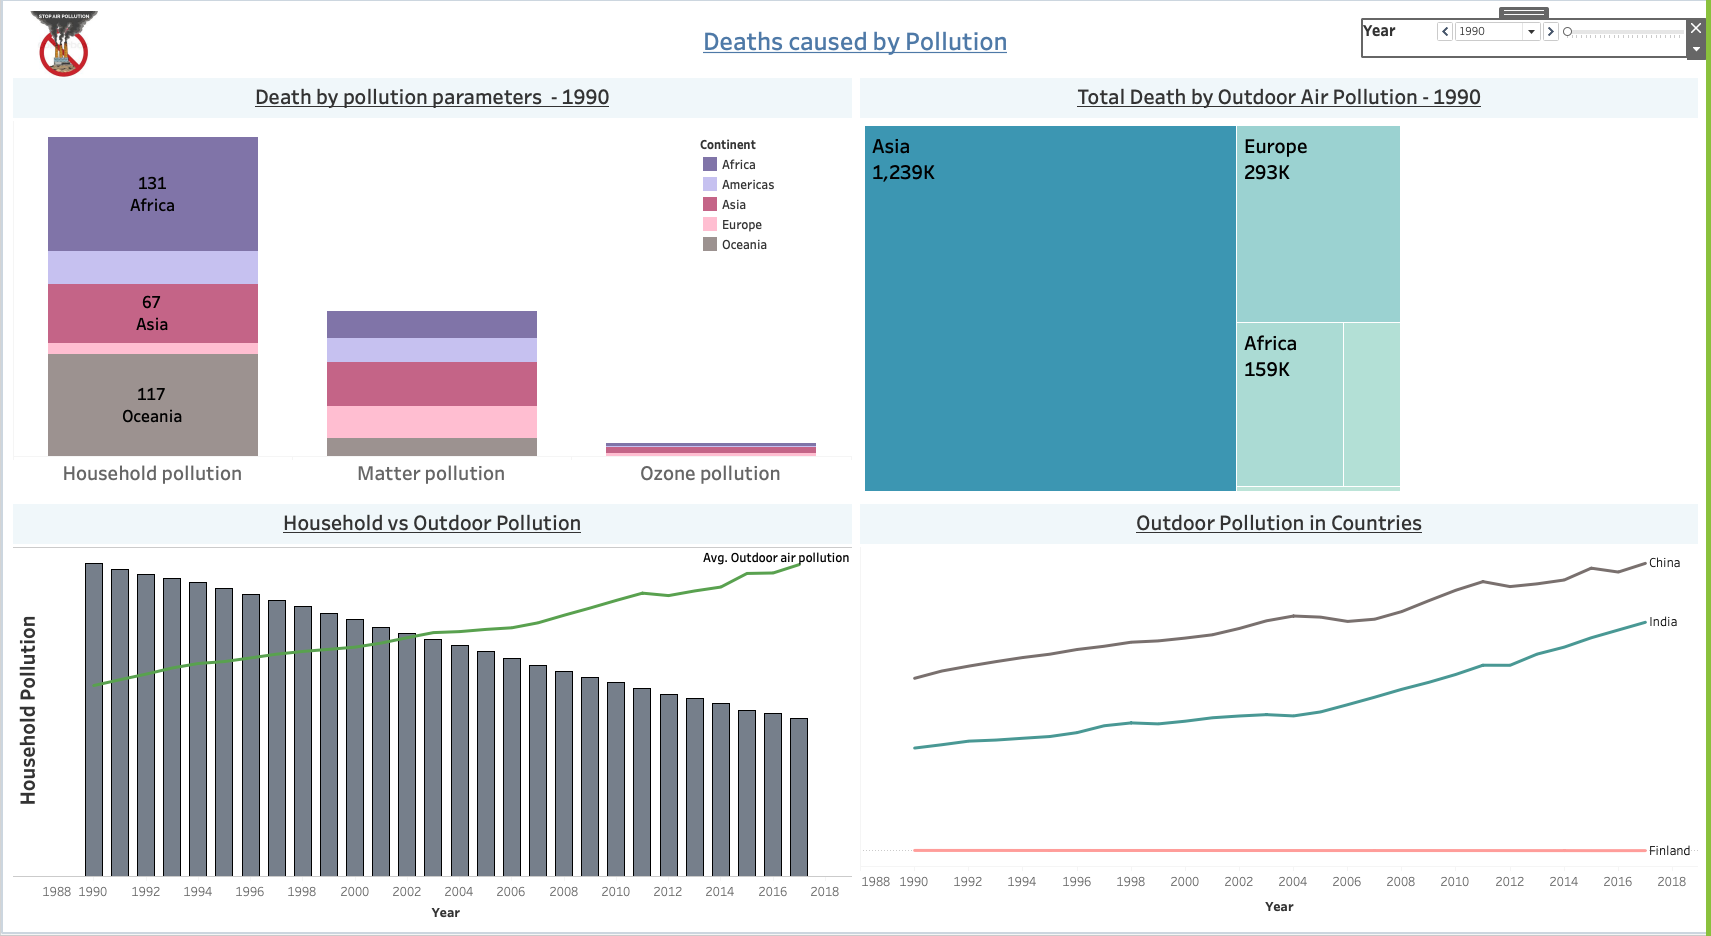 STOP AIR POLLUTION
Deaths caused by Pollution
Year
1990
Death by pollution parameters - 1990
131
Africa
67
Asia
117
Oceania
Continent
Africa
Americas
Asia
Europe
Oceania
Household pollution
Matter pollution
Ozone pollution
Total Death by Outdoor Air Pollution - 1990
Asia
1,239K
Europe
293K
Africa
159K
Household vs Outdoor Pollution
Avg. Outdoor air pollution
Household Pollution
1988 1990 1992 1994 1996 1998 2000 2002 2004 2006 2008 2010 2012 2014 2016 2018
Year
Outdoor Pollution in Countries
China
India
Finland
1988 1990 1992 1994 1996 1998 2000 2002 2004 2006 2008 2010 2012 2014 2016 2018
Year